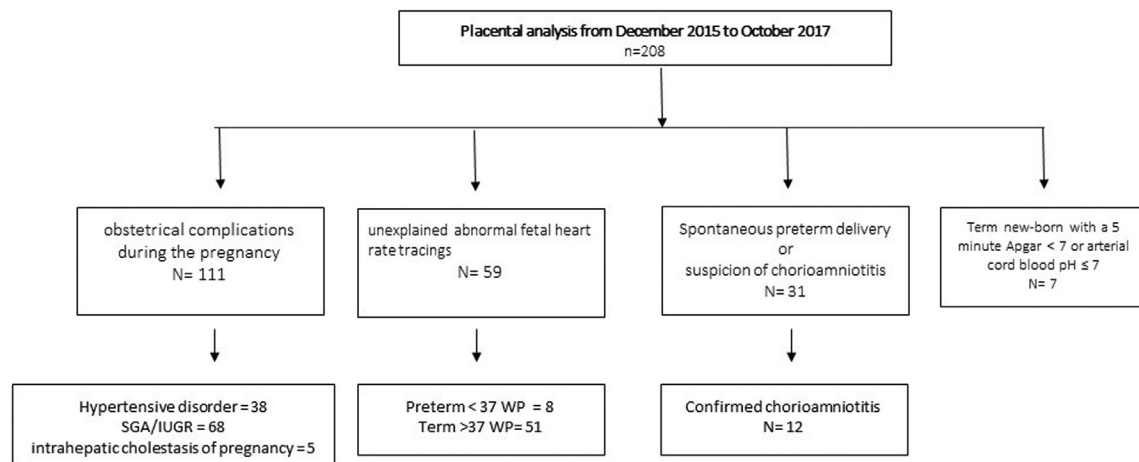 Placental analysis from December 2015 to October 2017
n=208
obstetrical complications
during the pregnancy
N= 111
unexplained abnormal fetal heart
rate tracings
N= 59
Spontaneous preterm delivery
or
suspicion of chorioamniotitis
N= 31
Term new-born with a 5
minute Apgar < 7 or arterial
cord blood pH ≤ 7
N= 7
Hypertensive disorder = 38
SGA/IUGR = 68
intrahepatic cholestasis of pregnancy = 5
Preterm < 37 WP = 8
Term >37 WP= 51
Confirmed chorioamniotitis
N= 12